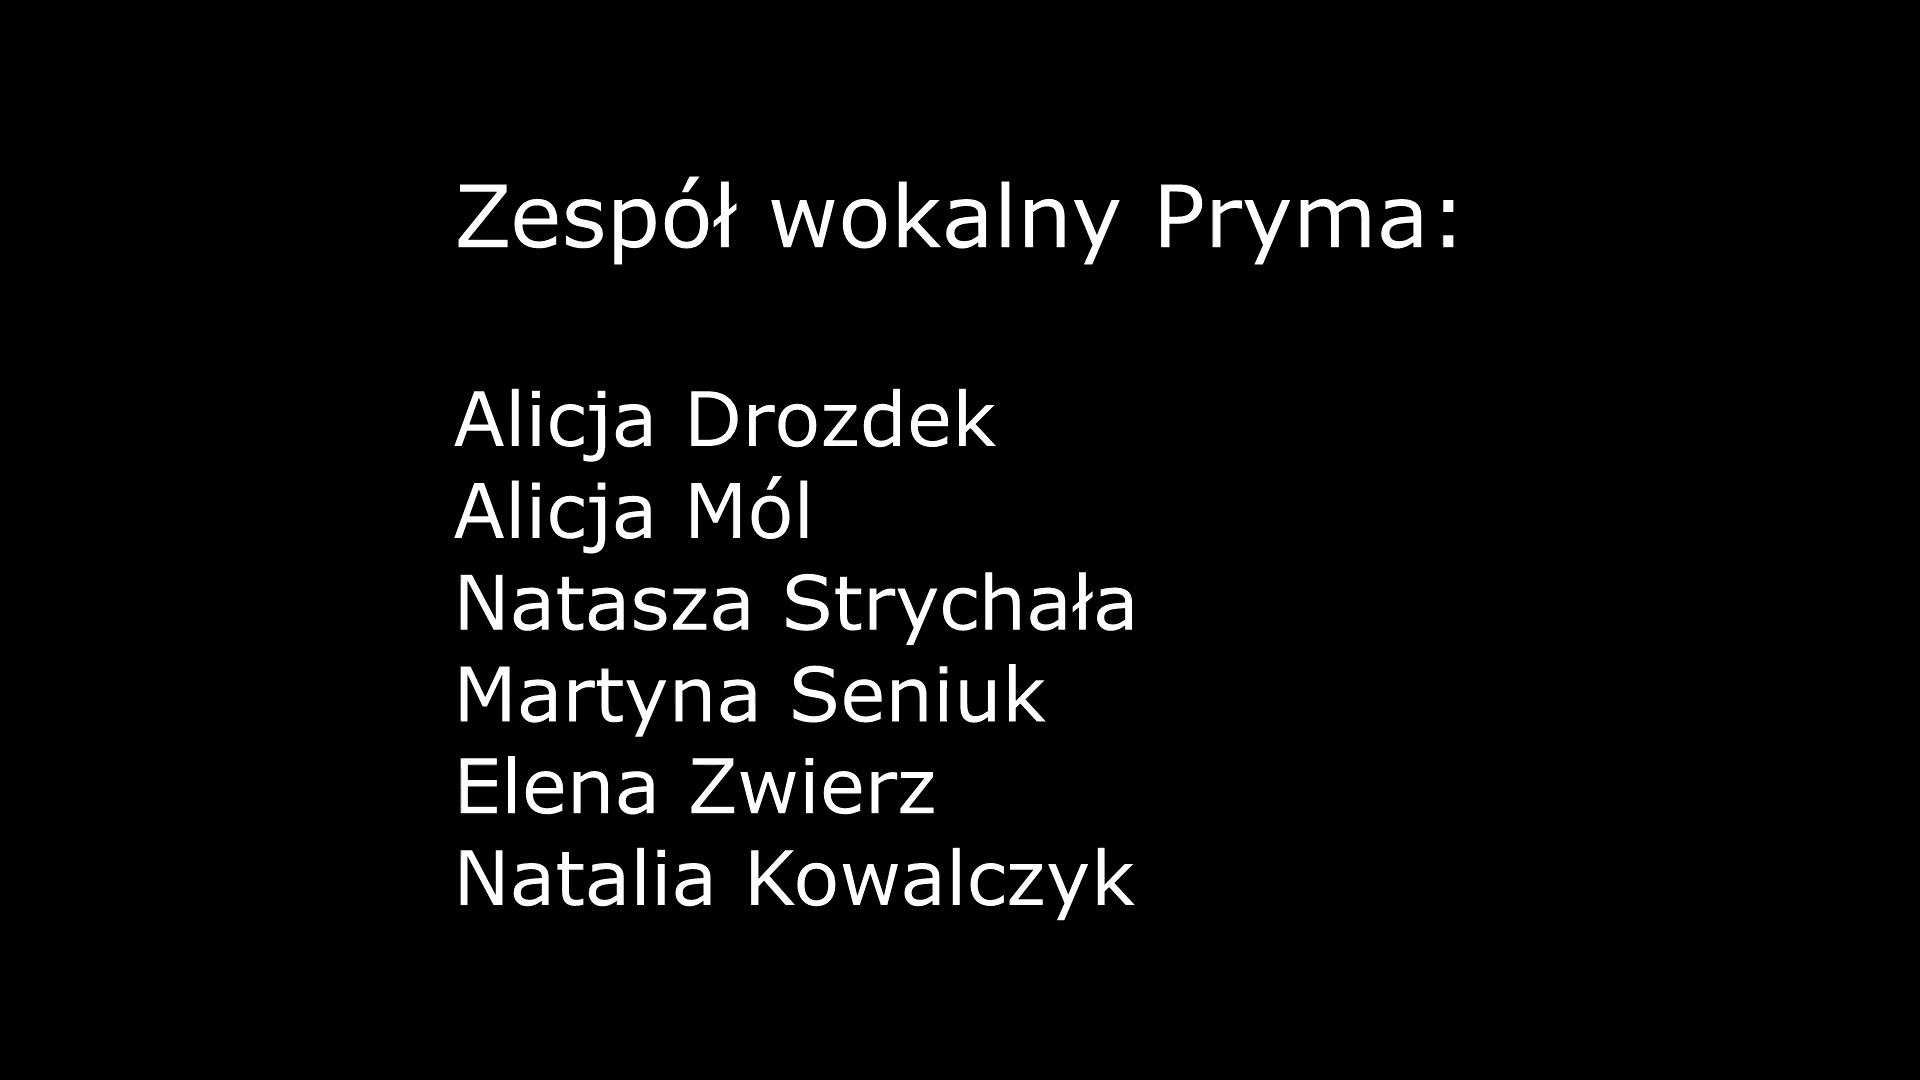 Zespół wokalny Pryma:
Alicja Drozdek
Alicja Mól
Natasza Strychała
Martyna Seniuk
Elena Zwierz
Natalia Kowalczyk